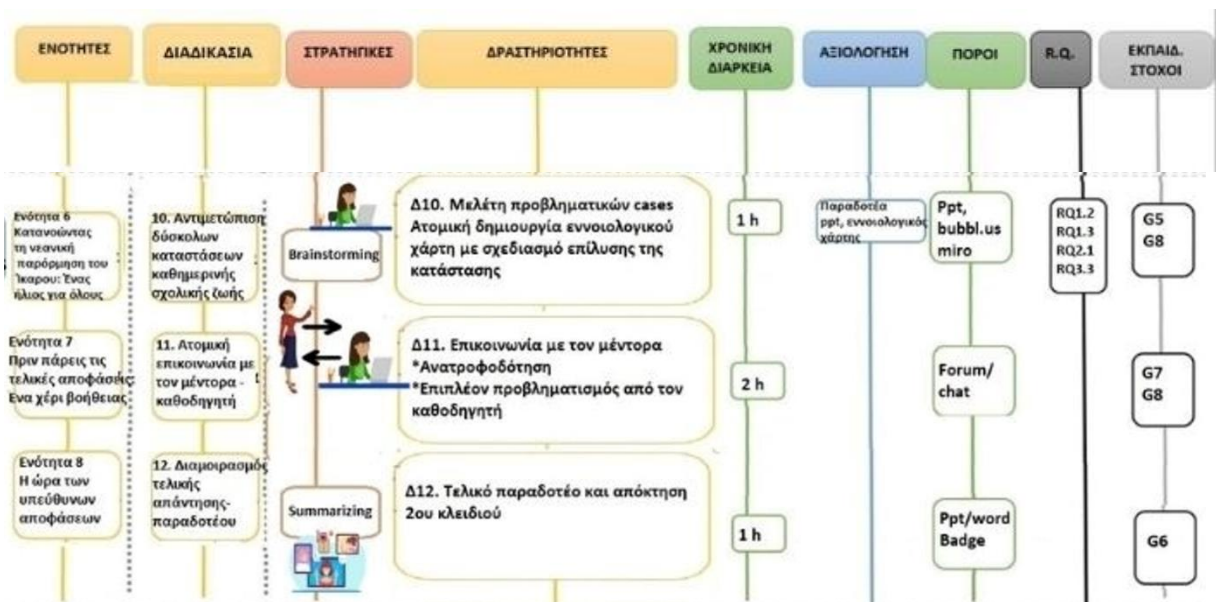 ΕΝΟΤΗΤΕΣ
ΔΙΑΔΙΚΑΣΙΑ
ΣΤΡΑΤΗΓΙΚΕΣ
ΔΡΑΣΤΗΡΙΟΤΗΤΕΣ
ΧΡΟΝΙΚΗ
ΔΙΑΡΚΕΙΑ
ΑΞΙΟΛΟΓΗΣΗ
ΠΟΡΟΙ
R.Q.
ΕΚΠΑΙΔ.
ΣΤΟΧΟΙ
Ενότητα 6
Κατανοώντας
τη νεανική
παρόρμηση του
Ίκαρου: Ένας
ήλιος για όλους
10. Αντιμετώπιση
δύσκολων
καταστάσεων
καθημερινής
σχολικής ζωής
Brainstorming
Δ10. Μελέτη προβληματικών cases
Ατομική δημιουργία εννοιολογικού
χάρτη με σχεδιασμό επίλυσης της
κατάστασης
1 h
Παραδοτέα
ppt, εννοιολογικός
χάρτης
Ppt,
bubbl.us
miro
RQ1.2
RQ1.3
RQ2.1
RQ3.3
G5
G8
Ενότητα 7
Πριν πάρεις τις
τελικές αποφάσεις:
Ένα χέρι βοήθειας
11. Ατομική
επικοινωνία με
τον μέντορα -
καθοδηγητή
Δ11. Επικοινωνία με τον μέντορα
*Ανατροφοδότηση
*Επιπλέον προβληματισμός από τον
καθοδηγητή
2 h
Forum/
chat
G7
G8
Ενότητα 8
Η ώρα των
υπεύθυνων
αποφάσεων
12. Διαμοιρασμός
τελικής
απάντησης-
παραδοτέου
Summarizing
Δ12. Τελικό παραδοτέο και απόκτηση
2ου κλειδιού
1 h
Ppt/word
Badge
G6